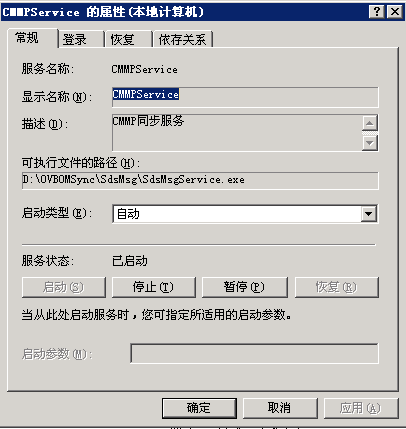 CMMPService 的属性(本地计算机)
常规 登录 恢复 依存关系
服务名称: CMMPService
显示名称(N): CMMPService
描述(D): CMMP同步服务
可执行文件的路径(H):
D:\OVBOMSync\SdsMsg\SdsMsgService.exe
启动类型(E): 自动
服务状态: 已启动
启动(S) 停止(T) 暂停(P) 恢复(R)
当从此处启动服务时，您可指定所适用的启动参数。
启动参数(M):
确定 取消 应用(A)